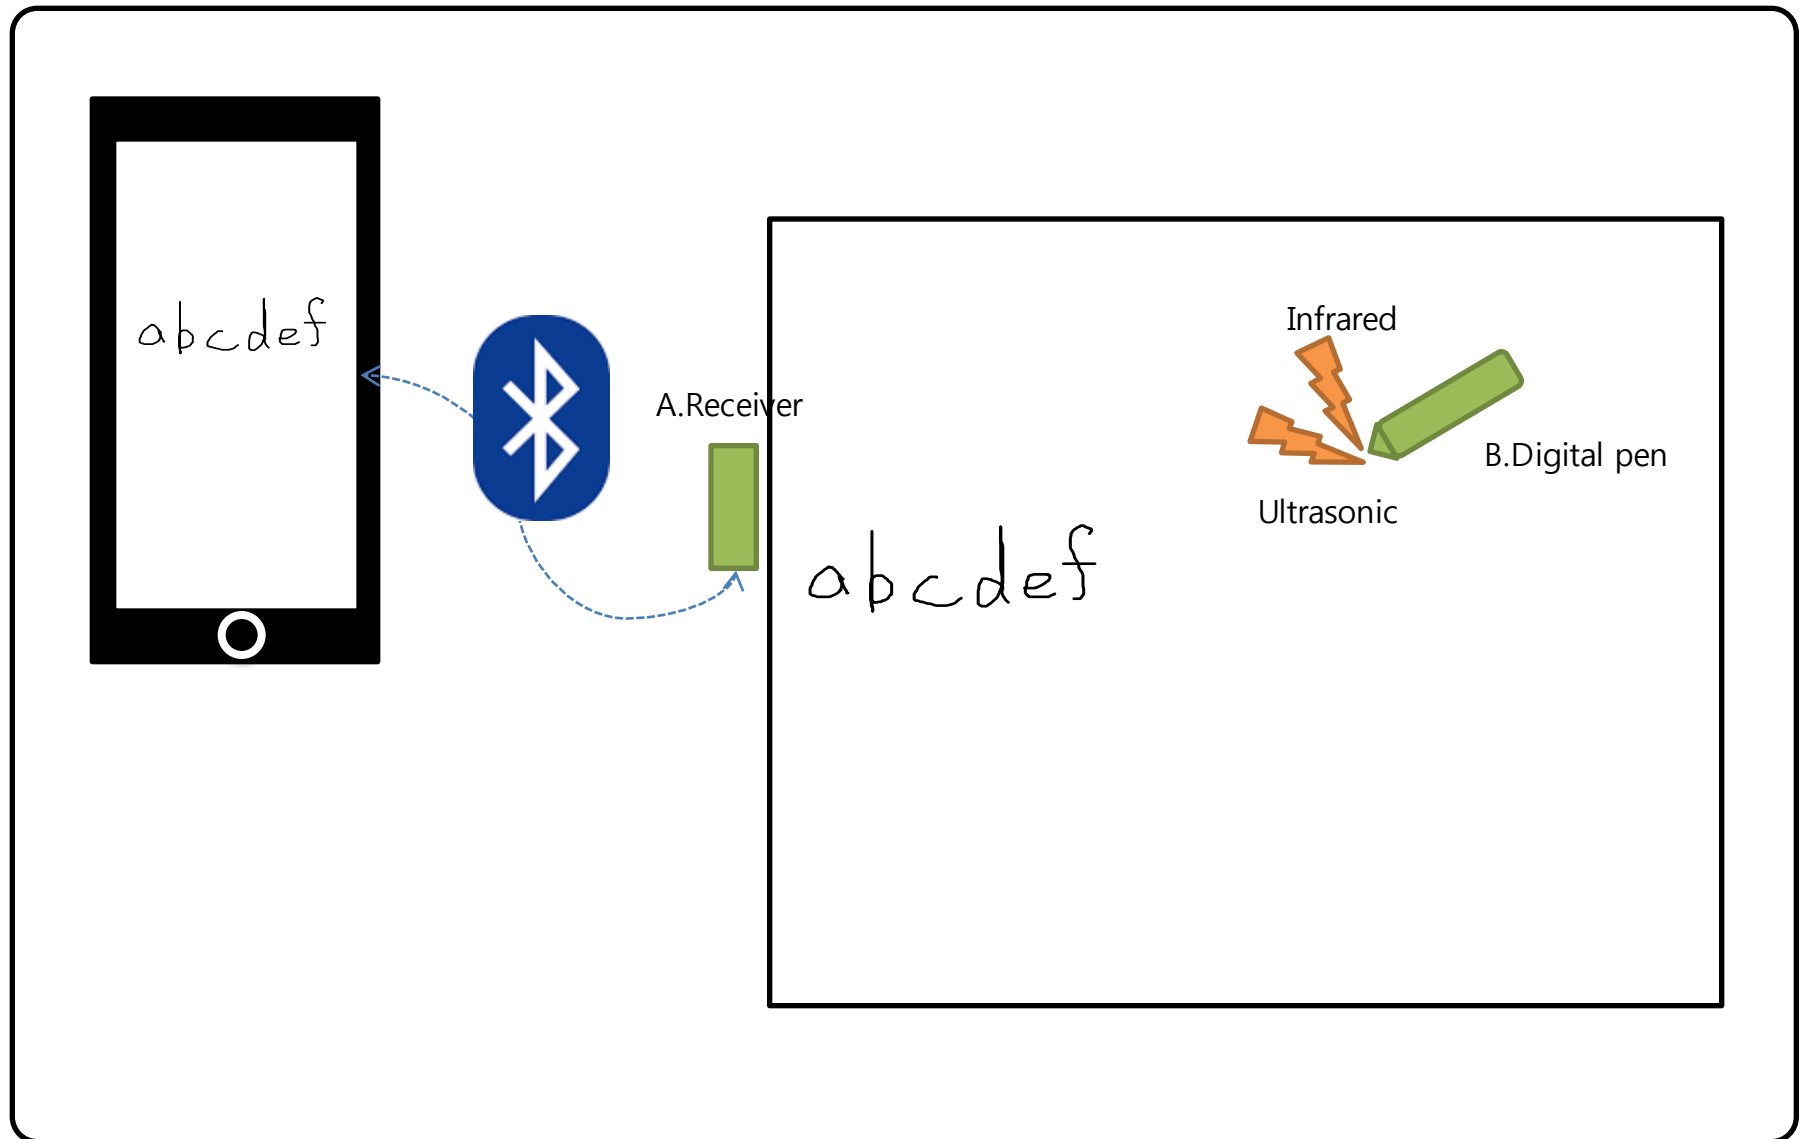 abcdef
A.Receiver
Infrared
B.Digital pen
Ultrasonic
abcdef